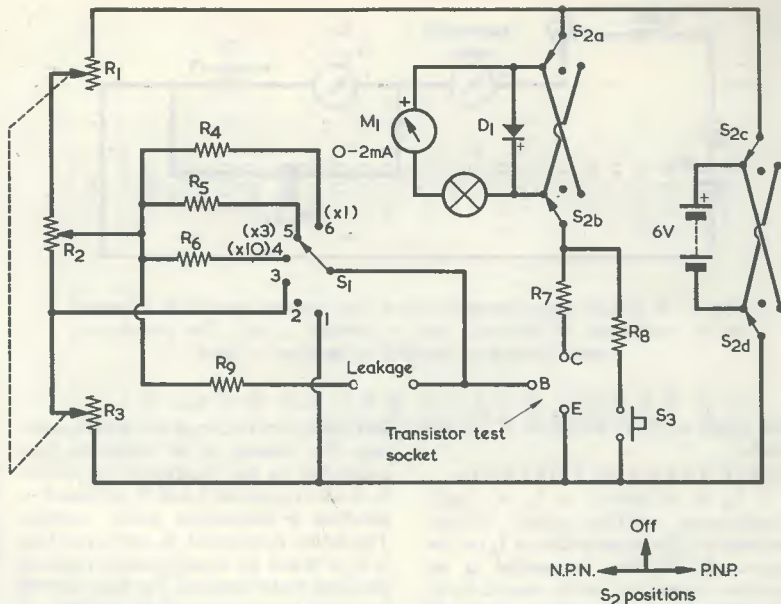 S2a
R1
M1
+
0-2mA
D1
+
S2c
R4
R5
(x3)
5
6
(x1)
S2b
+
6V
R2
R6
(x10)
4
S1
3
2
1
R7
R8
S2d
R9
Leakage
B
C
E
S3
R3
Transistor test
socket
Off
N.P.N.
P.N.P.
S2 positions